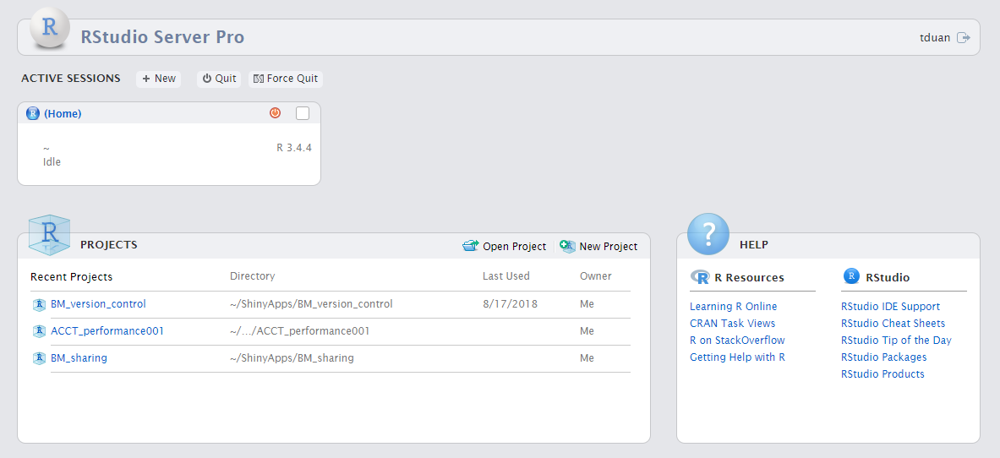 R RStudio Server Pro tduan
ACTIVE SESSIONS + New Quit Force Quit
R (Home)
~ R 3.4.4
Idle
R PROJECTS Open Project New Project
Recent Projects Directory Last Used Owner
R BM_version_control ~/ShinyApps/BM_version_control 8/17/2018 Me
R ACCT_performance001 ~/.../ACCT_performance001 Me
R BM_sharing ~/ShinyApps/BM_sharing Me
? HELP
R R Resources
Learning R Online
CRAN Task Views
R on StackOverflow
Getting Help with R
R RStudio
RStudio IDE Support
RStudio Cheat Sheets
RStudio Tip of the Day
RStudio Packages
RStudio Products